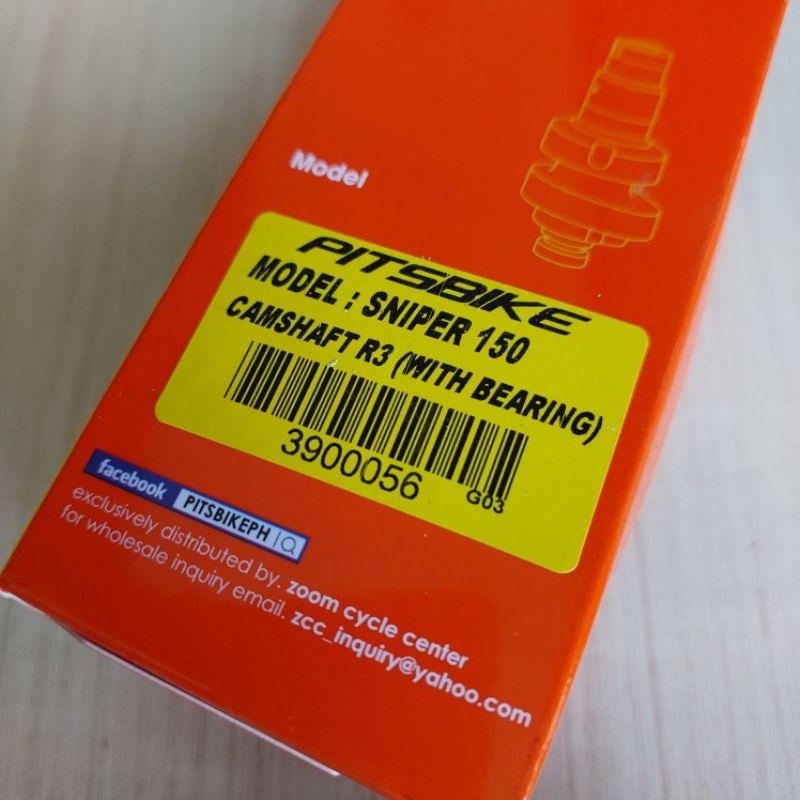 Model
PITSBIKE
MODEL : SNIPER 150
CAMSHAFT R3 (WITH BEARING)
3900056 G03
facebook PITSBIKEPH
exclusively distributed by. zoom cycle center
for wholesale inquiry email. zcc_inquiry@yahoo.com